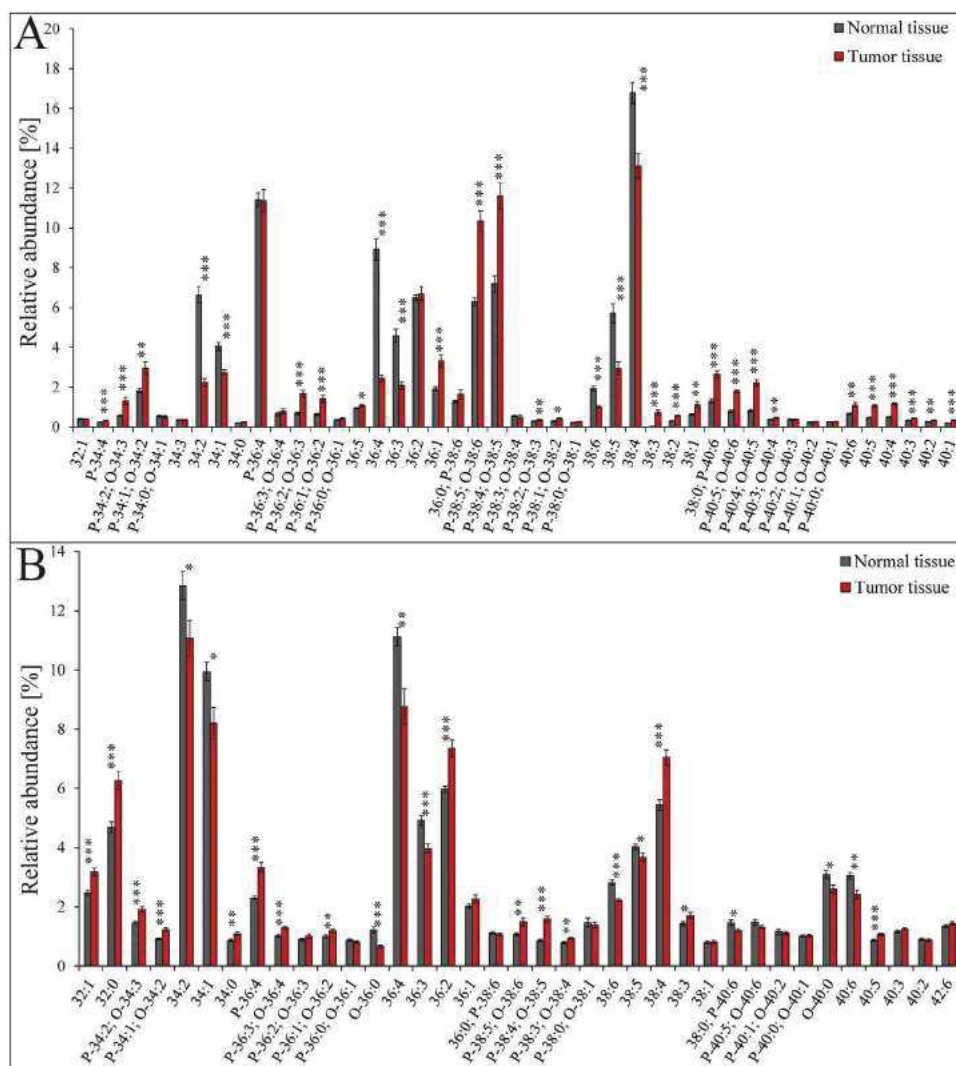 A
Normal tissue
Tumor tissue
Relative abundance [%]
20
18
16
14
12
10
8
6
4
2
0
***
***
**
***
***
***
***
*
***
***
***
***
***
***
**
*
***
***
***
***
***
**
***
***
***
**
**
***
***
***
**
***
32:1
P-34:4
P-34:2; O-34:3
P-34:1; O-34:2
P-34:0; O-34:1
34:3
34:2
34:1
34:0
P-36:4
P-36:3; O-36:4
P-36:2; O-36:3
P-36:1; O-36:2
P-36:0; O-36:1
36:5
36:4
36:3
36:2
36:1
36:0; P-38:6
P-38:5; O-38:6
P-38:4; O-38:5
P-38:3; O-38:4
P-38:2; O-38:3
P-38:1; O-38:2
P-38:0; O-38:1
38:6
38:5
38:4
38:3
38:2
38:1
38:0; P-40:6
P-40:5; O-40:6
P-40:4; O-40:5
P-40:3; O-40:4
P-40:2; O-40:3
P-40:1; O-40:2
P-40:0; O-40:1
40:6
40:5
40:4
40:3
40:2
40:1
B
Normal tissue
Tumor tissue
Relative abundance [%]
14
12
10
8
6
4
2
0
***
***
***
***
*
*
**
***
***
**
***
**
***
***
**
***
**
***
*
***
*
*
*
**
***
32:1
32:0
P-34:2; O-34:3
P-34:1; O-34:2
34:2
34:1
34:0
P-36:4
P-36:3; O-36:4
P-36:2; O-36:3
P-36:1; O-36:2
P-36:0; O-36:1
O-36:0
36:4
36:3
36:2
36:1
36:0; P-38:6
P-38:5; O-38:6
P-38:4; O-38:5
P-38:3; O-38:4
P-38:0; O-38:1
38:6
38:5
38:4
38:3
38:1
38:0; P-40:6
P-40:5; O-40:6
P-40:1; O-40:2
P-40:0; O-40:1
O-40:0
40:6
40:5
40:3
40:2
42:6